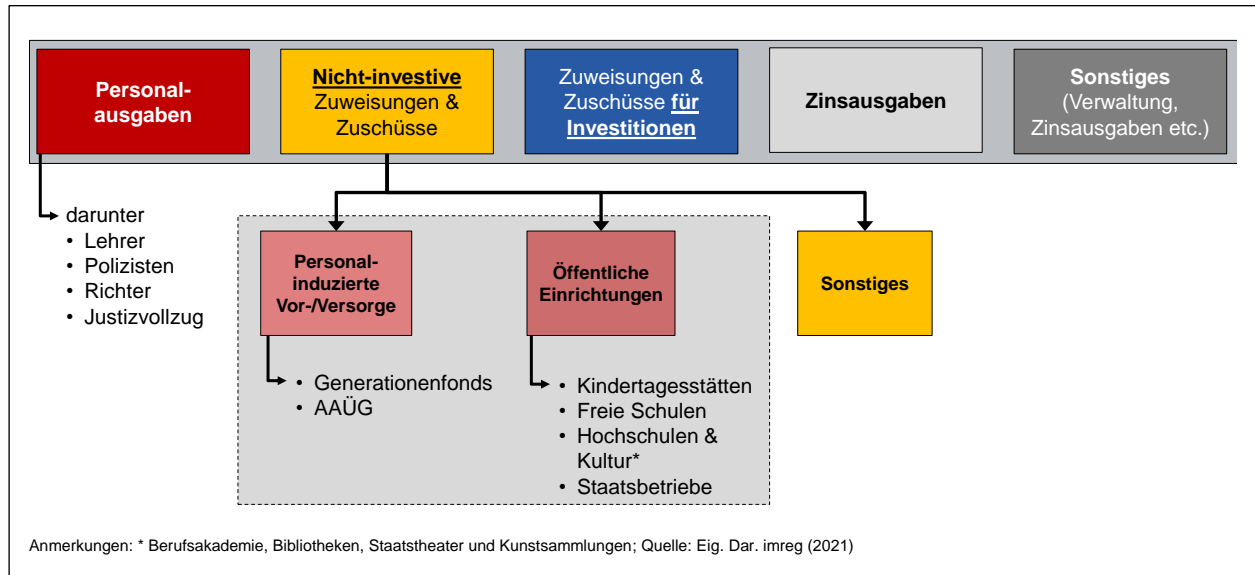 Personal-
ausgaben
Nicht-investive
Zuweisungen &
Zuschüsse
Zuweisungen &
Zuschüsse für
Investitionen
Zinsausgaben
Sonstiges
(Verwaltung,
Zinsausgaben etc.)
darunter
• Lehrer
• Polizisten
• Richter
• Justizvollzug
Personal-
induzierte
Vor-/Versorge
Öffentliche
Einrichtungen
Sonstiges
• Generationenfonds
• AAÜG
• Kindertagesstätten
• Freie Schulen
• Hochschulen &
Kultur*
• Staatsbetriebe
Anmerkungen: * Berufsakademie, Bibliotheken, Staatstheater und Kunstsammlungen; Quelle: Eig. Dar. imreg (2021)